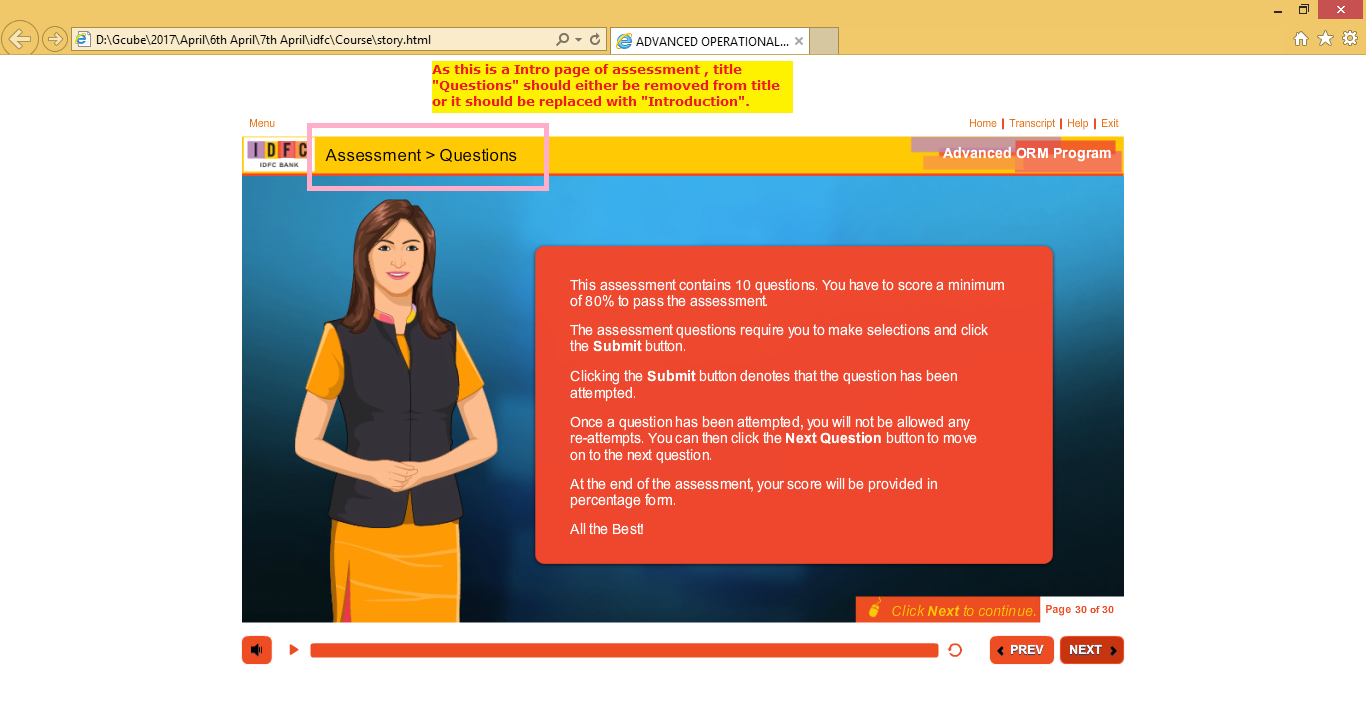 D:\Gcube\2017\April\6th April\7th April\idfc\Course\story.html
ADVANCED OPERATIONAL...
As this is a Intro page of assessment , title
"Questions" should either be removed from title
or it should be replaced with "Introduction".
Menu
Home | Transcript | Help | Exit
IDFC
IDFC BANK
Assessment > Questions
Advanced ORM Program
This assessment contains 10 questions. You have to score a minimum
of 80% to pass the assessment.
The assessment questions require you to make selections and click
the Submit button.
Clicking the Submit button denotes that the question has been
attempted.
Once a question has been attempted, you will not be allowed any
re-attempts. You can then click the Next Question button to move
on to the next question.
At the end of the assessment, your score will be provided in
percentage form.
All the Best!
Click Next to continue.
Page 30 of 30
PREV
NEXT